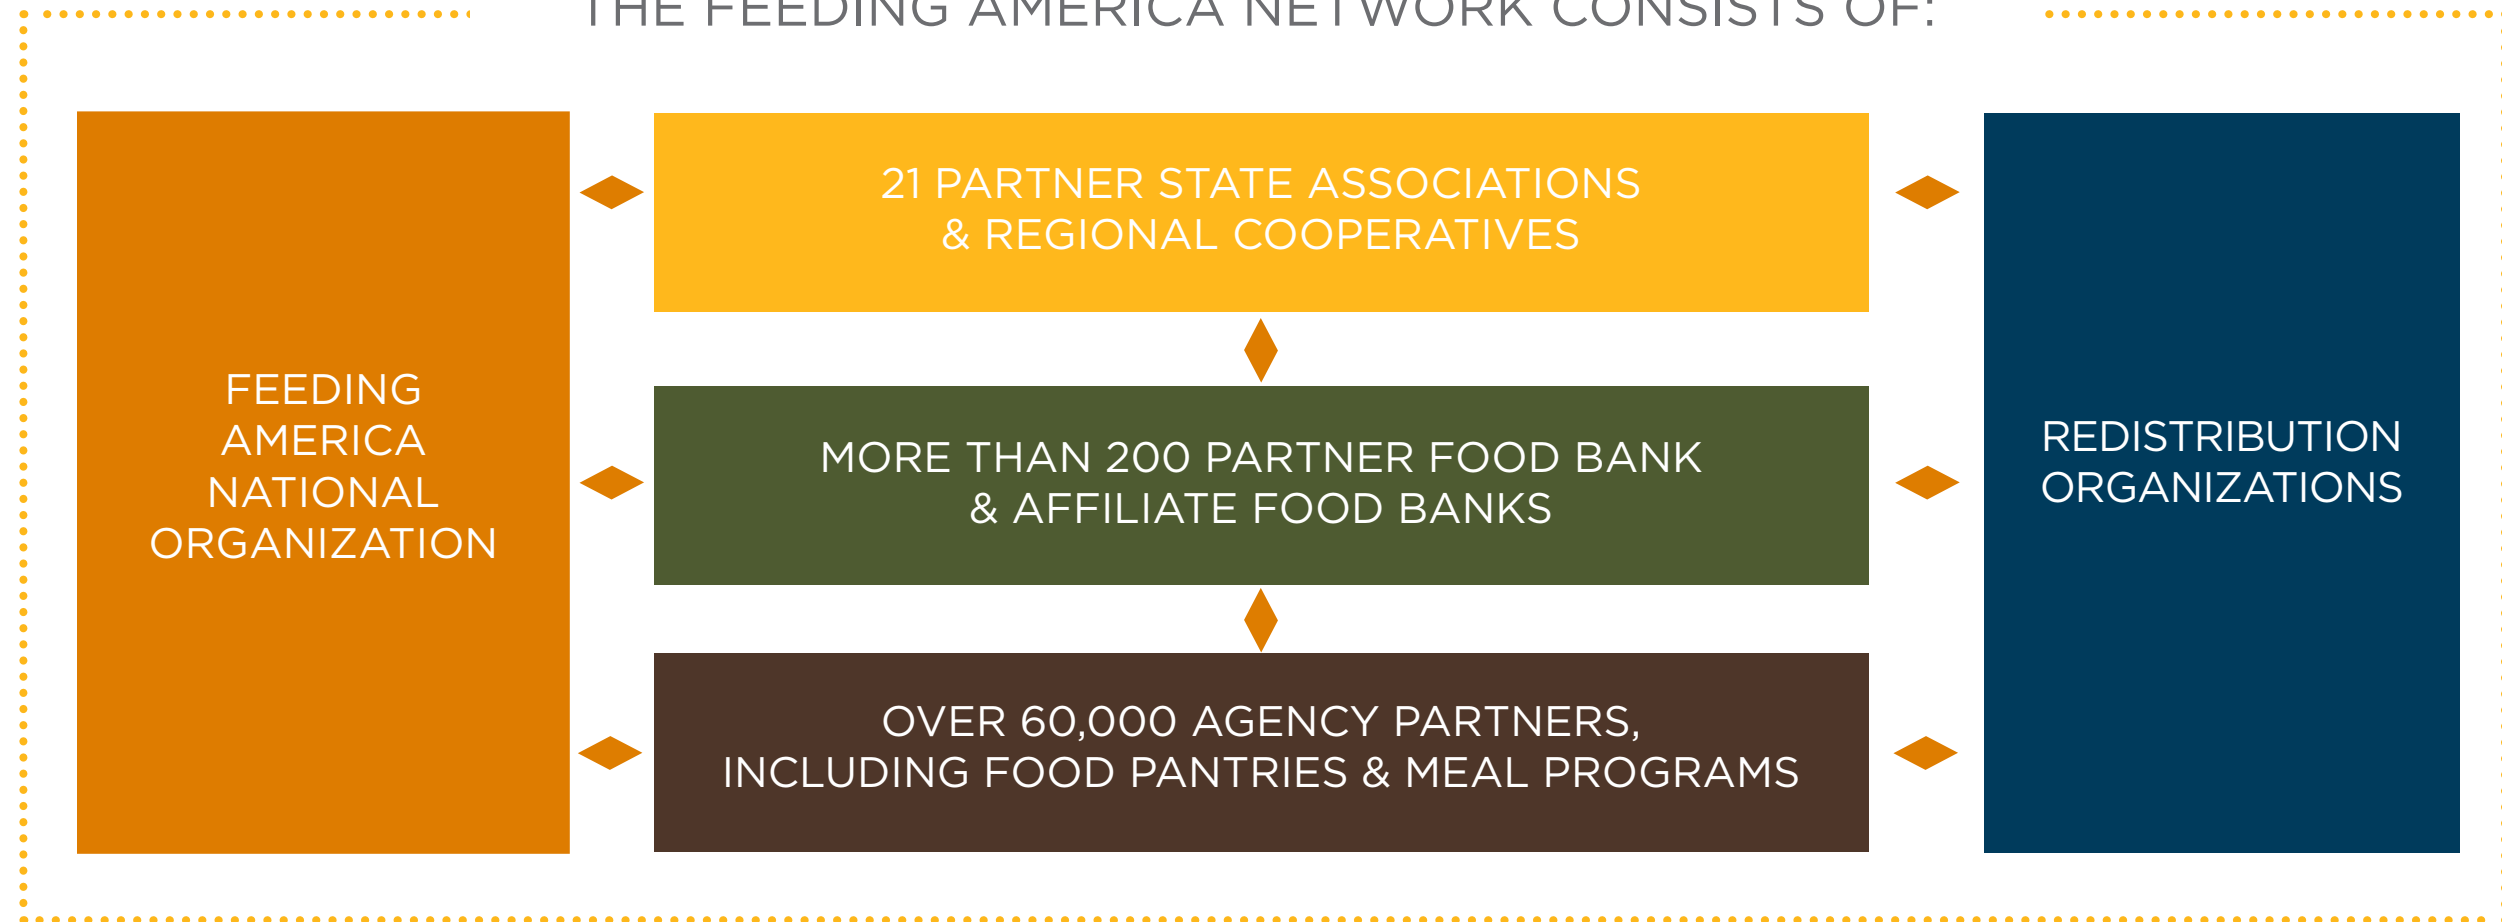 THE FEEDING AMERICA NETWORK CONSISTS OF:
21 PARTNER STATE ASSOCIATIONS
& REGIONAL COOPERATIVES
FEEDING
AMERICA
NATIONAL
ORGANIZATION
MORE THAN 200 PARTNER FOOD BANK
& AFFILIATE FOOD BANKS
REDISTRIBUTION
ORGANIZATIONS
OVER 60,000 AGENCY PARTNERS,
INCLUDING FOOD PANTRIES & MEAL PROGRAMS